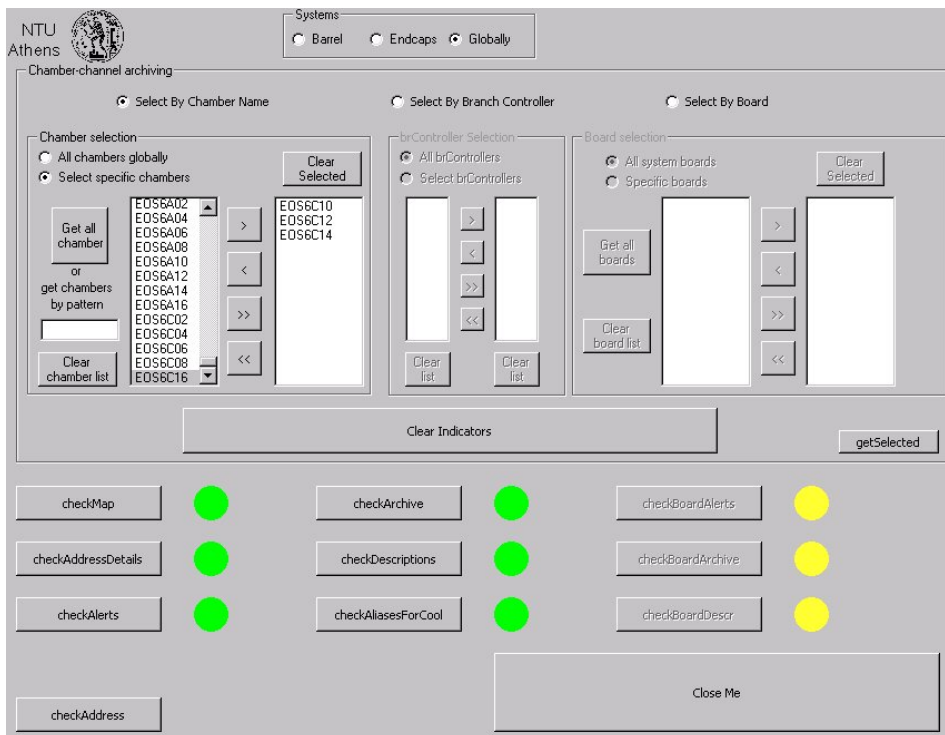 NTU
Athens
Systems
Barrel Endcaps Globally
Chamber-channel archiving
Select By Chamber Name Select By Branch Controller Select By Board
Chamber selection
All chambers globally
Select specific chambers
Clear
Selected
Get all
chamber
or
get chambers
by pattern
Clear
chamber list
EOS6A02
EOS6A04
EOS6A06
EOS6A08
EOS6A10
EOS6A12
EOS6A14
EOS6A16
EOS6C02
EOS6C04
EOS6C06
EOS6C08
EOS6C16
>
<
>>
<<
EOS6C10
EOS6C12
EOS6C14
brController Selection
All brControllers
Select brControllers
>
<
>>
<<
Clear
list
Clear
list
Board selection
All system boards
Specific boards
Clear
Selected
Get all
boards
Clear
board list
>
<
>>
<<
Clear Indicators
getSelected
checkMap checkArchive checkBoardAlerts
checkAddressDetails checkDescriptions checkBoardArchive
checkAlerts checkAliasesForCool checkBoardDescr
checkAddress
Close Me